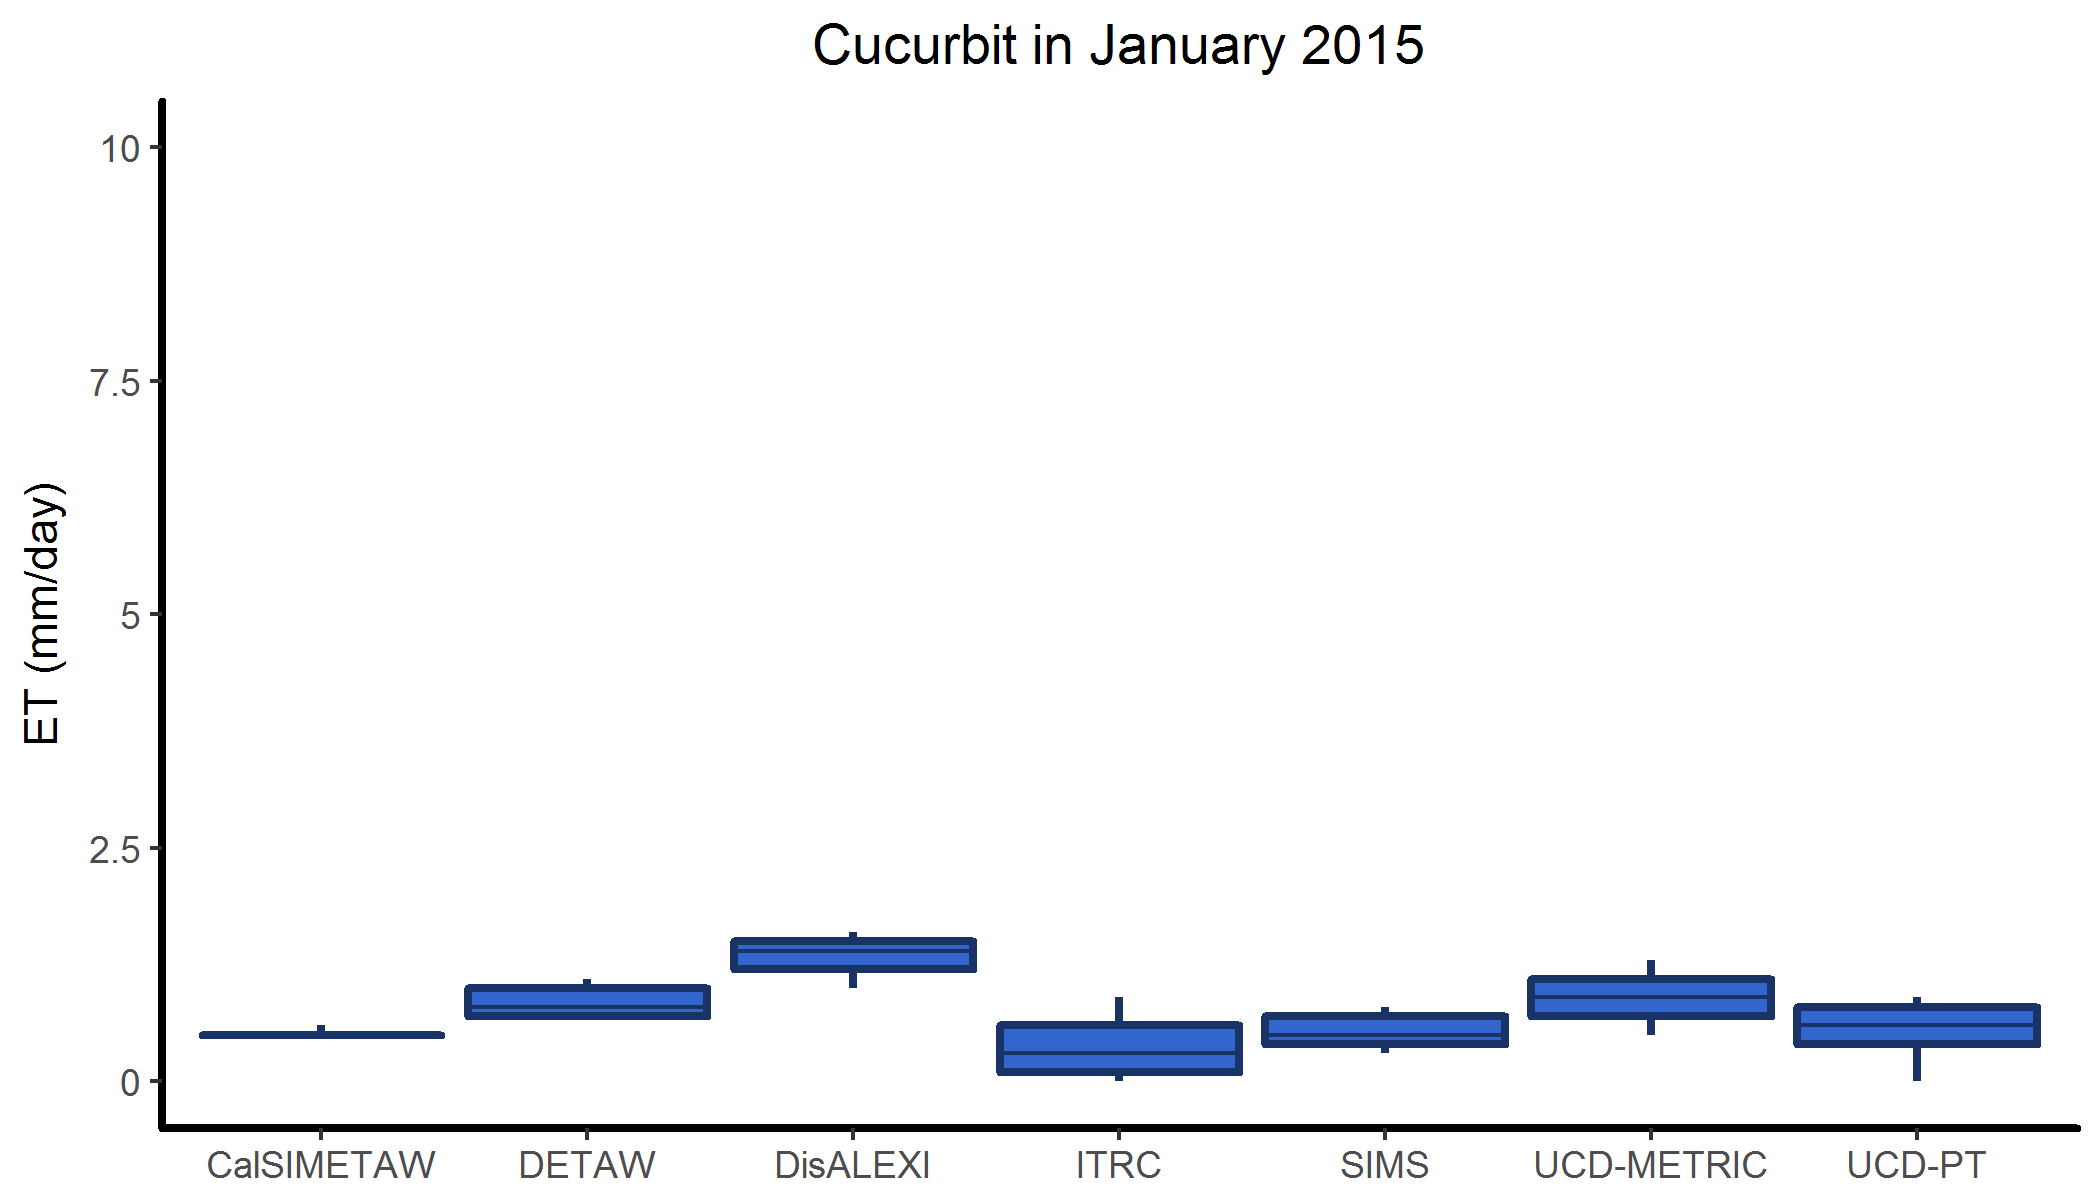 Cucurbit in January 2015
ET (mm/day)
10
7.5
5
2.5
0
CalSIMETAW DETAW DisALEXI ITRC SIMS UCD-METRIC UCD-PT